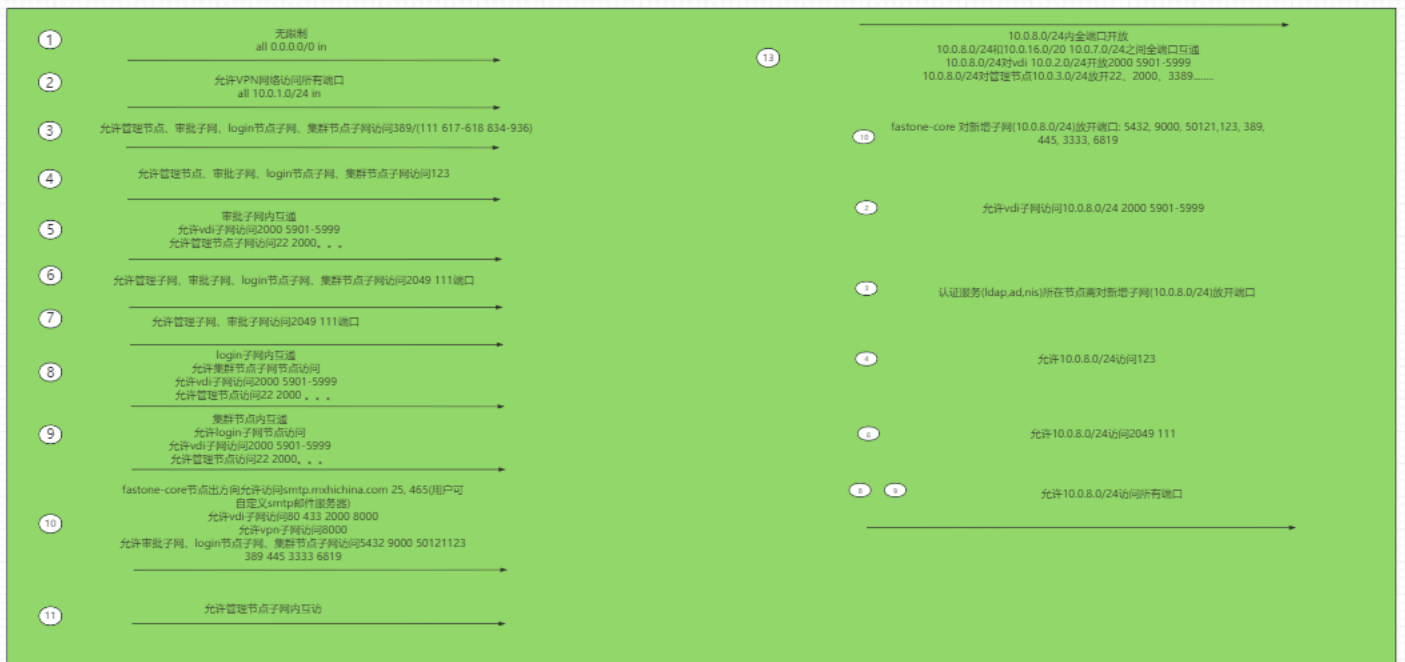 1
无限制
all 0.0.0.0/0 in
2
允许VPN网络访问所有端口
all 10.0.1.0/24 in
3
允许管理节点、审批子网、login节点子网、集群节点子网访问389/(111 617-618 834-936)
4
允许管理节点、审批子网、login节点子网、集群节点子网访问123
5
审批子网内互通
允许vdi子网访问2000 5901-5999
允许管理节点子网访问22 2000。。。
6
允许管理子网、审批子网、login节点子网、集群节点子网访问2049 111端口
7
允许管理子网、审批子网访问2049 111端口
8
login子网内互通
允许集群节点子网节点访问
允许vdi子网访问2000 5901-5999
允许管理节点访问22 2000 。。。
9
集群节点内互通
允许login子网节点访问
允许vdi子网访问2000 5901-5999
允许管理节点访问22 2000。。。
10
fastone-core节点出方向允许访问smtp.mxhichina.com 25, 465(用户可
自定义smtp邮件服务器)
允许vdi子网访问80 433 2000 8000
允许vpn子网访问8000
允许审批子网、login节点子网、集群节点子网访问5432 9000 50121123
389 445 3333 6819
11
允许管理节点子网内互访
13
10.0.8.0/24内全端口开放
10.0.8.0/24和10.0.16.0/20 10.0.7.0/24之间全端口互通
10.0.8.0/24对vdi 10.0.2.0/24开放2000 5901-5999
10.0.8.0/24对管理节点10.0.3.0/24放开22、2000、3389.......
10
fastone-core 对新增子网(10.0.8.0/24)放开端口: 5432, 9000, 50121,123, 389,
445, 3333, 6819
2
允许vdi子网访问10.0.8.0/24 2000 5901-5999
3
认证服务(ldap,ad,nis)所在节点需对新增子网(10.0.8.0/24)放开端口
4
允许10.0.8.0/24访问123
6
允许10.0.8.0/24访问2049 111
8 9
允许10.0.8.0/24访问所有端口